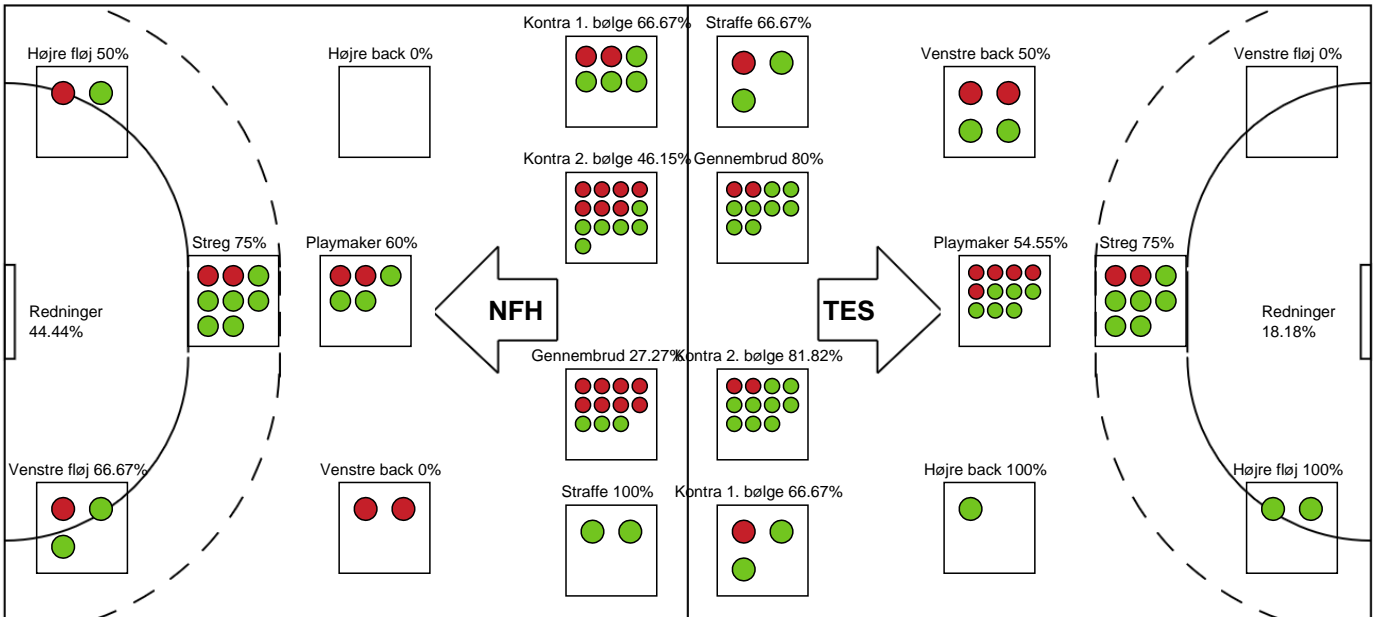 Kontra 1. bølge 66.67%
Straffe 66.67%
Højre fløj 50%
Højre back 0%
Venstre back 50%
Venstre fløj 0%
Kontra 2. bølge 46.15%
Gennembrud 80%
Streg 75%
Playmaker 60%
Playmaker 54.55%
Streg 75%
NFH
TES
Redninger
44.44%
Redninger
18.18%
Gennembrud 27.27%
Kontra 2. bølge 81.82%
Venstre fløj 66.67%
Venstre back 0%
Straffe 100%
Kontra 1. bølge 66.67%
Højre back 100%
Højre fløj 100%